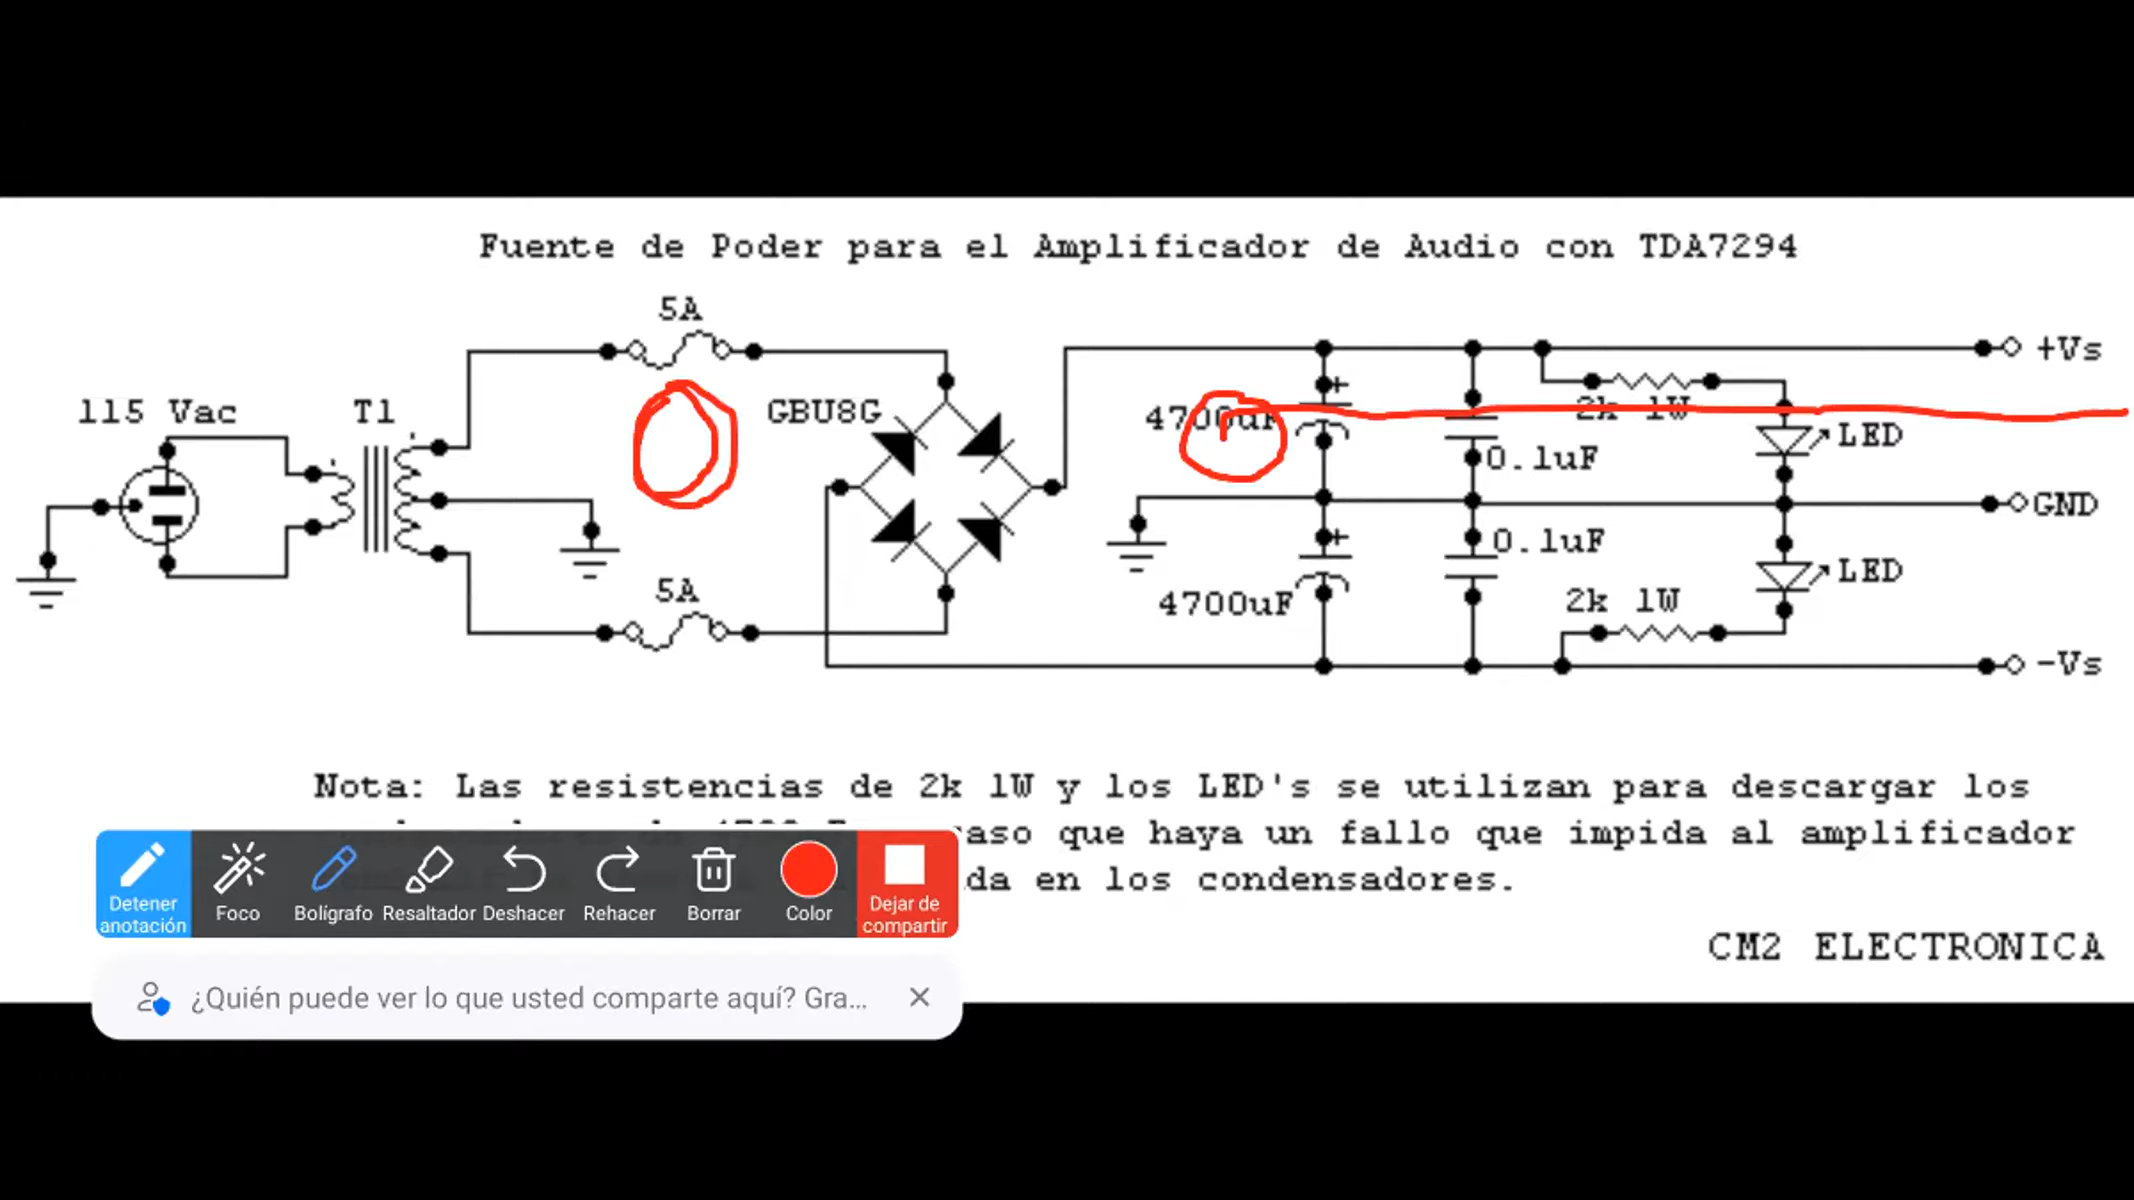 Fuente de Poder para el Amplificador de Audio con TDA7294
5A
115 Vac
T1
GBU8G
4700uF
2k 1W
+Vs
LED
0.1uF
GND
0.1uF
LED
5A
4700uF
2k 1W
-Vs
Nota: Las resistencias de 2k 1W y los LED's se utilizan para descargar los
que haya un fallo que impida al amplificador
en los condensadores.
CM2 ELECTRONICA
Detener anotación
Foco
Bolígrafo
Resaltador
Deshacer
Rehacer
Borrar
Color
Dejar de compartir
¿Quién puede ver lo que usted comparte aquí? Gra...